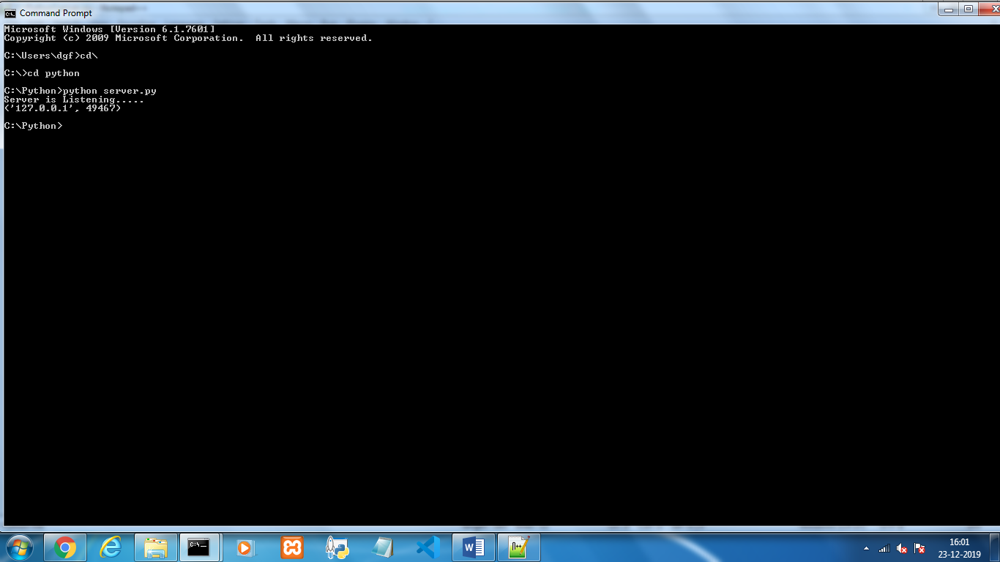 Command Prompt
Microsoft Windows [Version 6.1.7601]
Copyright (c) 2009 Microsoft Corporation.  All rights reserved.
C:\Users\dgf>cd\
C:\>cd python
C:\Python>python server.py
Server is Listening.....
('127.0.0.1', 49467)
C:\Python>
16:01
23-12-2019